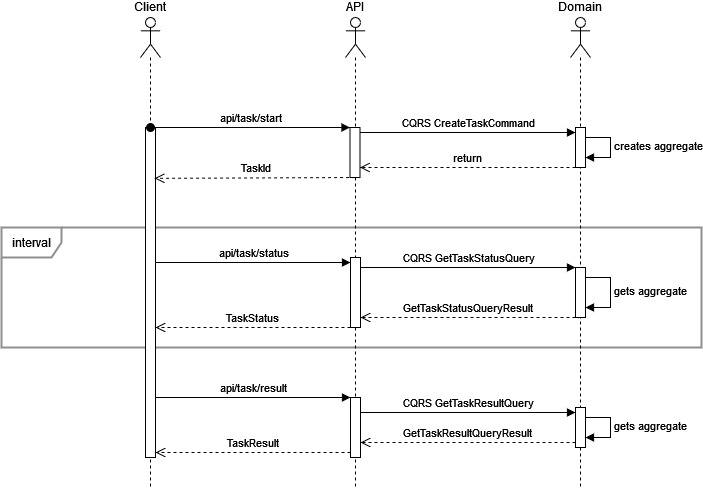 Client
API
Domain
api/task/start
CQRS CreateTaskCommand
creates aggregate
return
TaskId
interval
api/task/status
CQRS GetTaskStatusQuery
gets aggregate
GetTaskStatusQueryResult
TaskStatus
api/task/result
CQRS GetTaskResultQuery
gets aggregate
GetTaskResultQueryResult
TaskResult